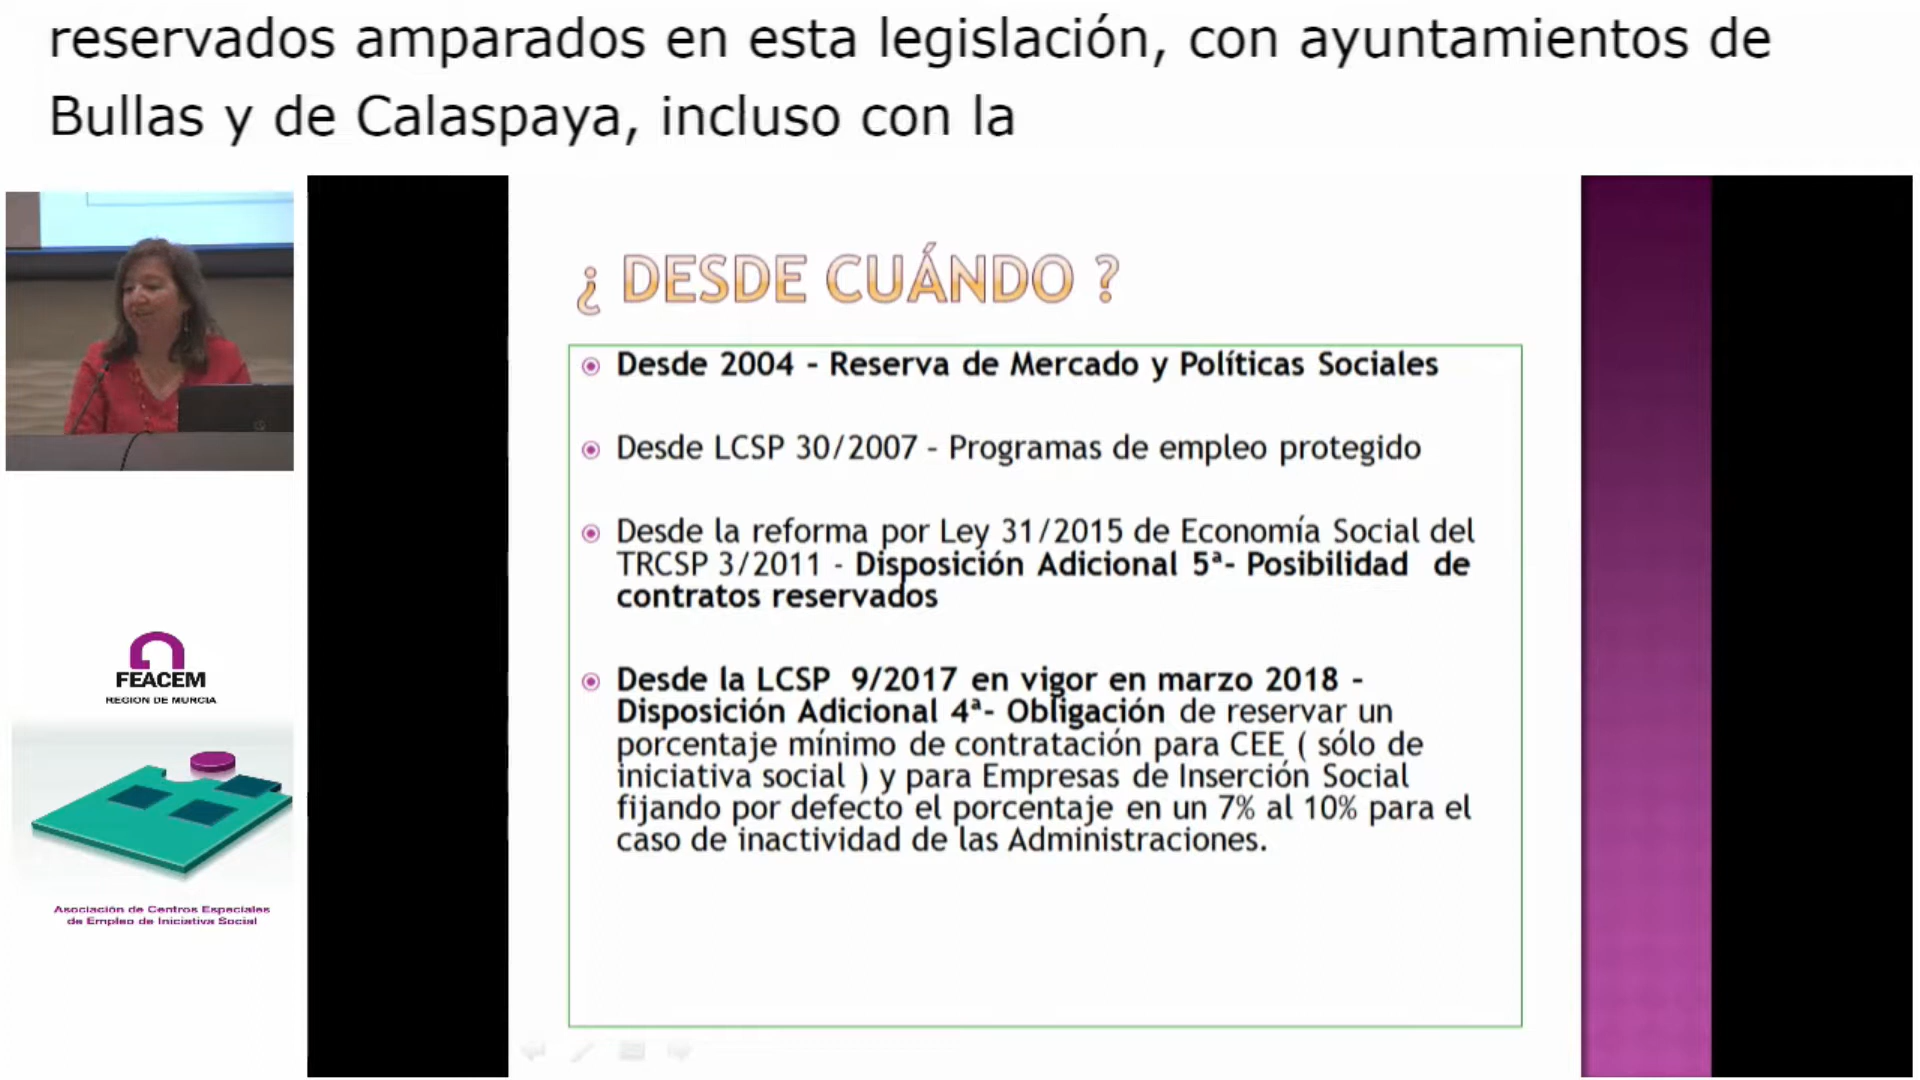 reservados amparados en esta legislación, con ayuntamientos de
Bullas y de Calaspaya, incluso con la
¿ DESDE CUÁNDO ?
Desde 2004 - Reserva de Mercado y Políticas Sociales
Desde LCSP 30/2007 - Programas de empleo protegido
Desde la reforma por Ley 31/2015 de Economía Social del
TRCSP 3/2011 - Disposición Adicional 5ª- Posibilidad de
contratos reservados
Desde la LCSP 9/2017 en vigor en marzo 2018 -
Disposición Adicional 4ª- Obligación de reservar un
porcentaje mínimo de contratación para CEE ( sólo de
iniciativa social ) y para Empresas de Inserción Social
fijando por defecto el porcentaje en un 7% al 10% para el
caso de inactividad de las Administraciones.
FEACEM
REGION DE MURCIA
Asociación de Centros Especiales
de Empleo de Iniciativa Social